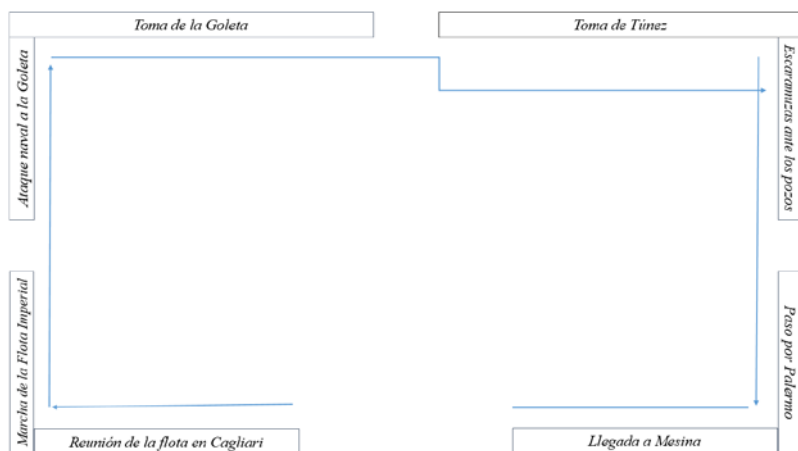 Toma de la Goleta
Toma de Túnez
Ataque naval a la Goleta
Escaramuzas ante los pozos
Marcha de la Flota Imperial
Paso por Palermo
Reunión de la flota en Cagliari
Llegada a Mesina